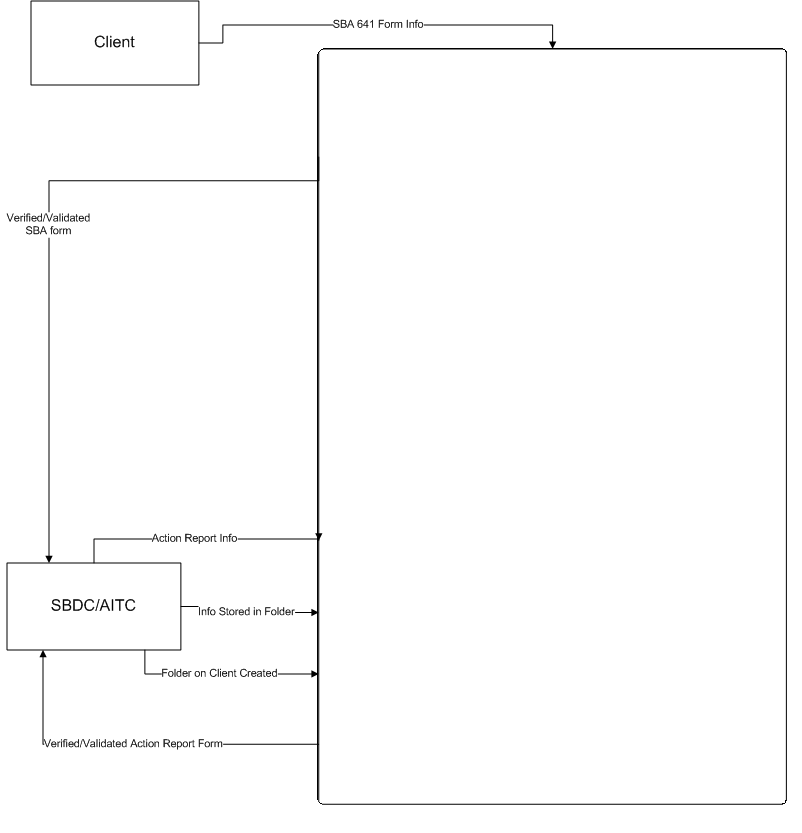 SBA 641 Form Info
Client
Verified/Validated
SBA form
Action Report Info
SBDC/AITC
Info Stored in Folder
Folder on Client Created
Verified/Validated Action Report Form